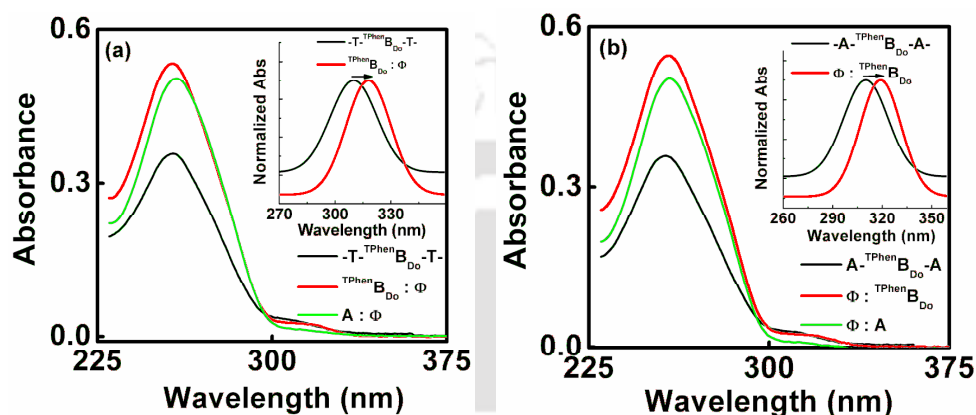 0.6
0.3
0.0
225
300
375
Absorbance
Wavelength (nm)
(a)
-T-TPhenBDo-T-
TPhenBDo : Φ
Normalized Abs
270
300
330
Wavelength (nm)
-T-TPhenBDo-T-
TPhenBDo : Φ
A : Φ
0.6
0.3
0.0
225
300
375
Absorbance
Wavelength (nm)
(b)
-A-TPhenBDo-A-
Φ : TPhenBDo
Normalized Abs
260
290
320
350
Wavelength (nm)
A-TPhenBDo-A
Φ : TPhenBDo
Φ : A